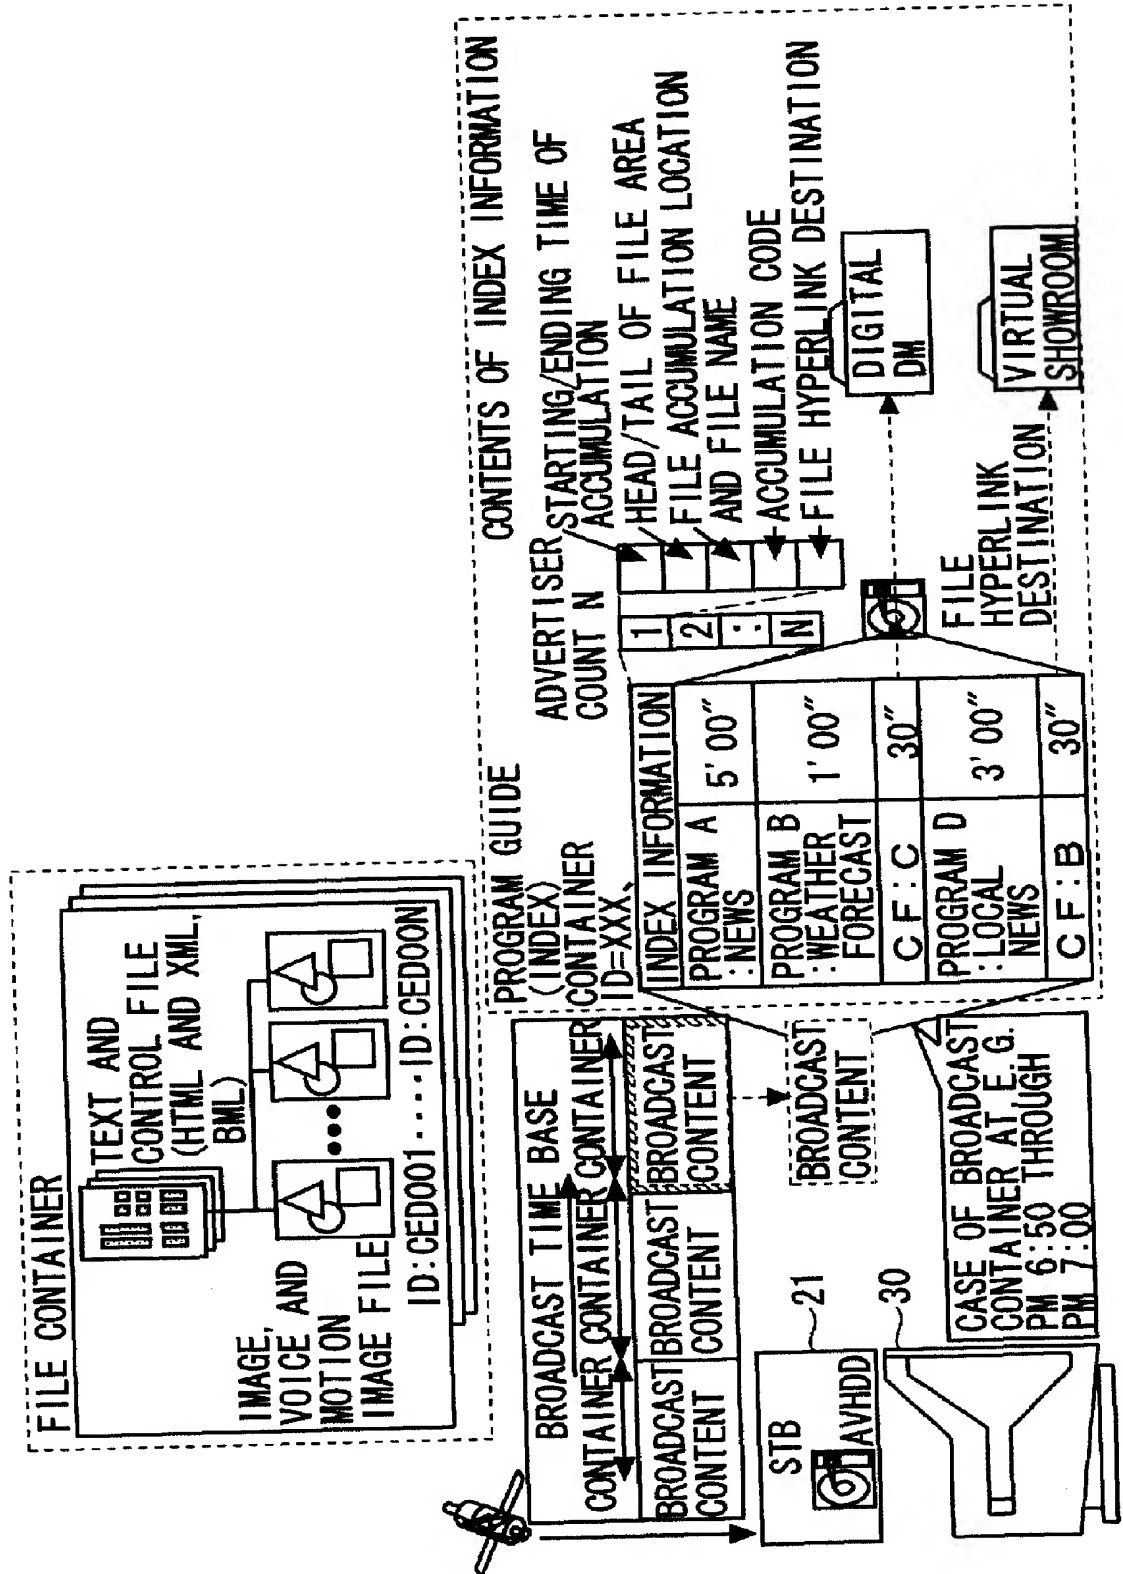 FILE CONTAINER
TEXT AND
CONTROL FILE
(HTML AND XML,
BML)
IMAGE,
VOICE AND
MOTION
IMAGE FILE
ID:CED001····ID:CED00N
BROADCAST TIME BASE
CONTAINER CONTAINER CONTAINER
BROADCAST
CONTENT
BROADCAST
CONTENT
BROADCAST
CONTENT
BROADCAST
CONTENT
STB
AVHDD
21
30
CASE OF BROADCAST
CONTAINER AT E. G.
PM 6:50 THROUGH
PM 7:00
PROGRAM GUIDE
(INDEX)
CONTAINER
ID=XXX,
INDEX INFORMATION
PROGRAM A
:NEWS
5'00"
PROGRAM B
:WEATHER
FORECAST
1'00"
CF:C
30"
PROGRAM D
:LOCAL
NEWS
3'00"
CF:B
30"
CONTENTS OF INDEX INFORMATION
ADVERTISER
COUNT N
1
2
:
N
STARTING/ENDING TIME OF
ACCUMULATION
HEAD/TAIL OF FILE AREA
FILE ACCUMULATION LOCATION
AND FILE NAME
ACCUMULATION CODE
FILE HYPERLINK DESTINATION
DIGITAL
DM
FILE
HYPERLINK
DESTINATION
VIRTUAL
SHOWROOM